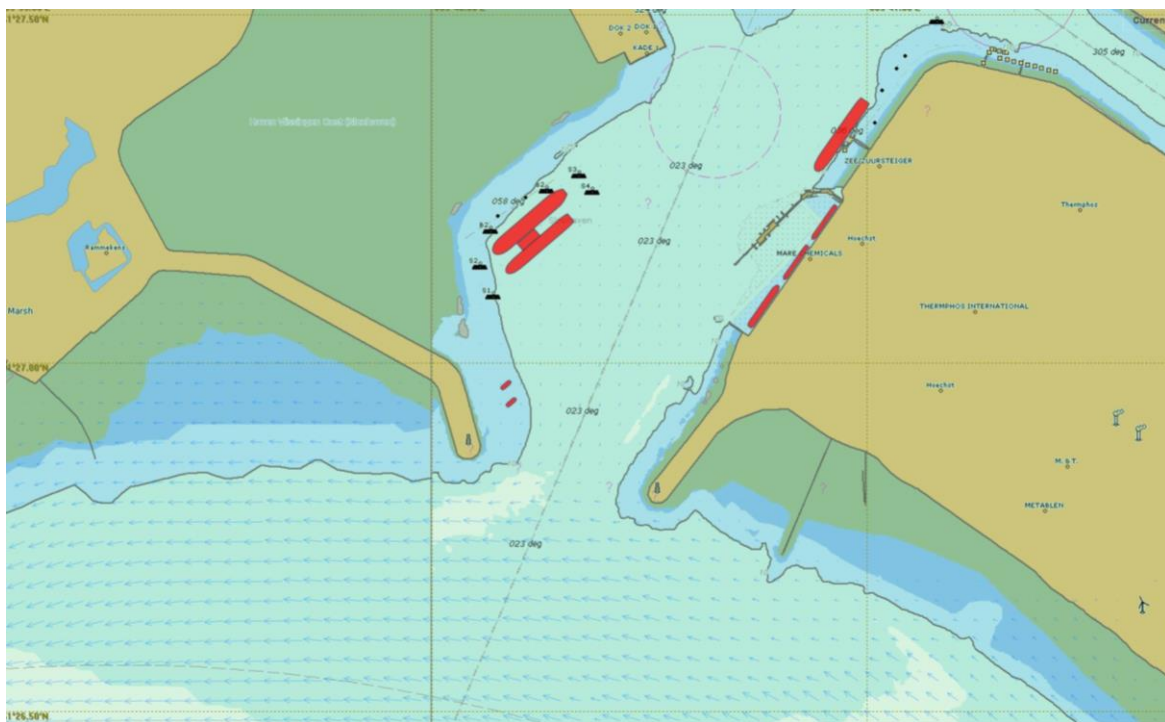 1°27.50'N
DOK 2
DOK 1
KADE 1
Curren
305 deg
023 deg
ZEE/ZUURSTEIGER
S3
S2
S4
058 deg
B2
Thermphos
023 deg
Hoechst
Rammekens
MARE CHEMICALS
S2
S1
Marsh
THERMPHOS INTERNATIONAL
1°27.00'N
Hoechst
023 deg
M. & T.
METABLEN
023 deg
1°26.50'N